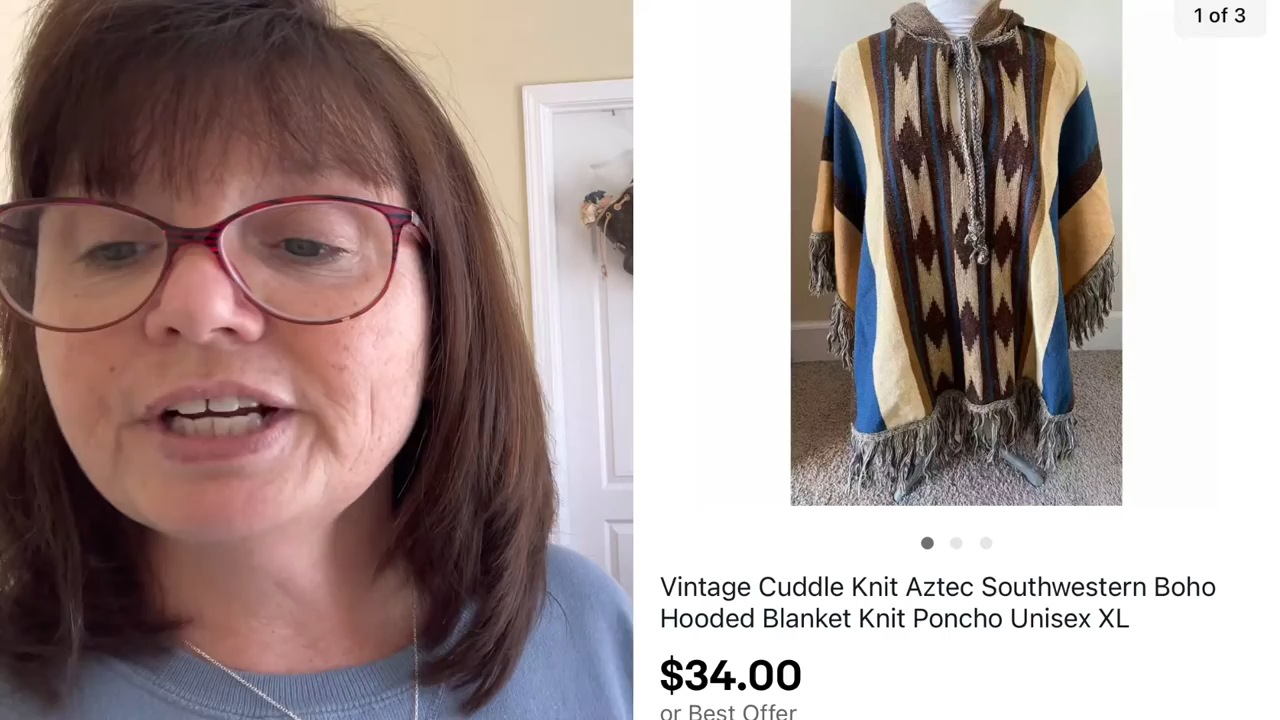 1 of 3
Vintage Cuddle Knit Aztec Southwestern Boho
Hooded Blanket Knit Poncho Unisex XL
$34.00
or Best Offer